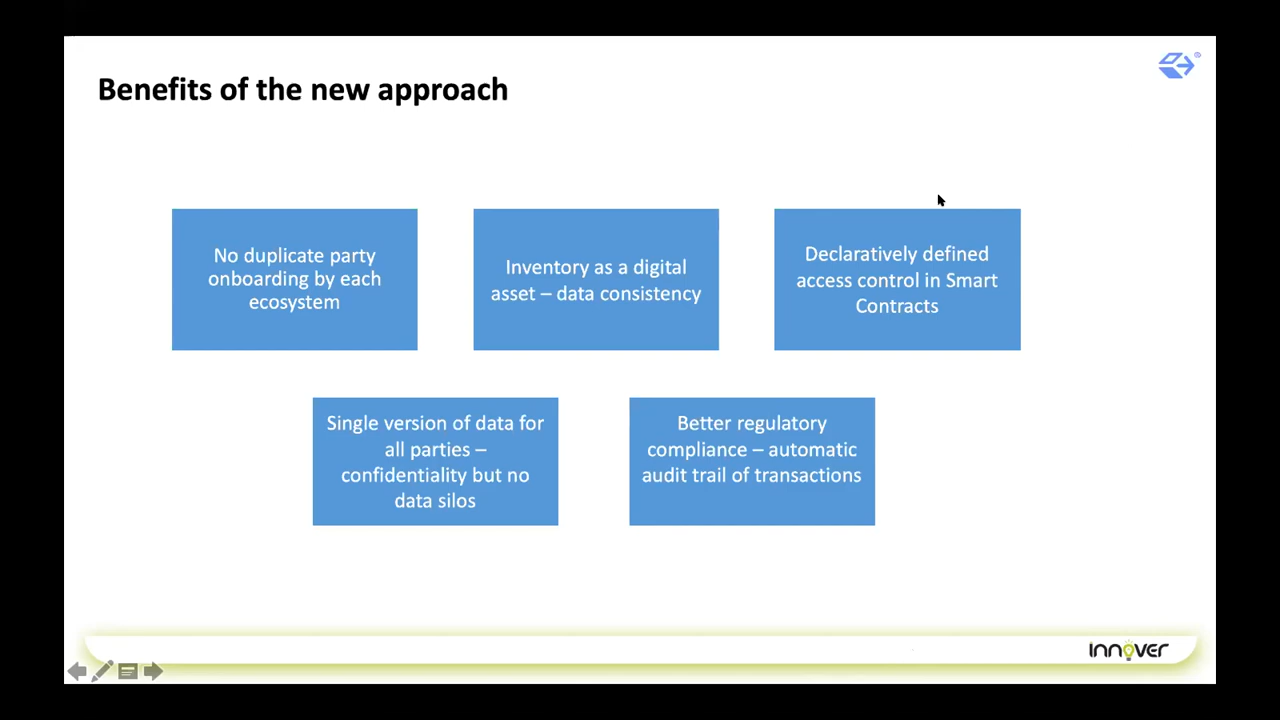 Benefits of the new approach
No duplicate party
onboarding by each
ecosystem
Inventory as a digital
asset – data consistency
Declaratively defined
access control in Smart
Contracts
Single version of data for
all parties –
confidentiality but no
data silos
Better regulatory
compliance – automatic
audit trail of transactions
innover